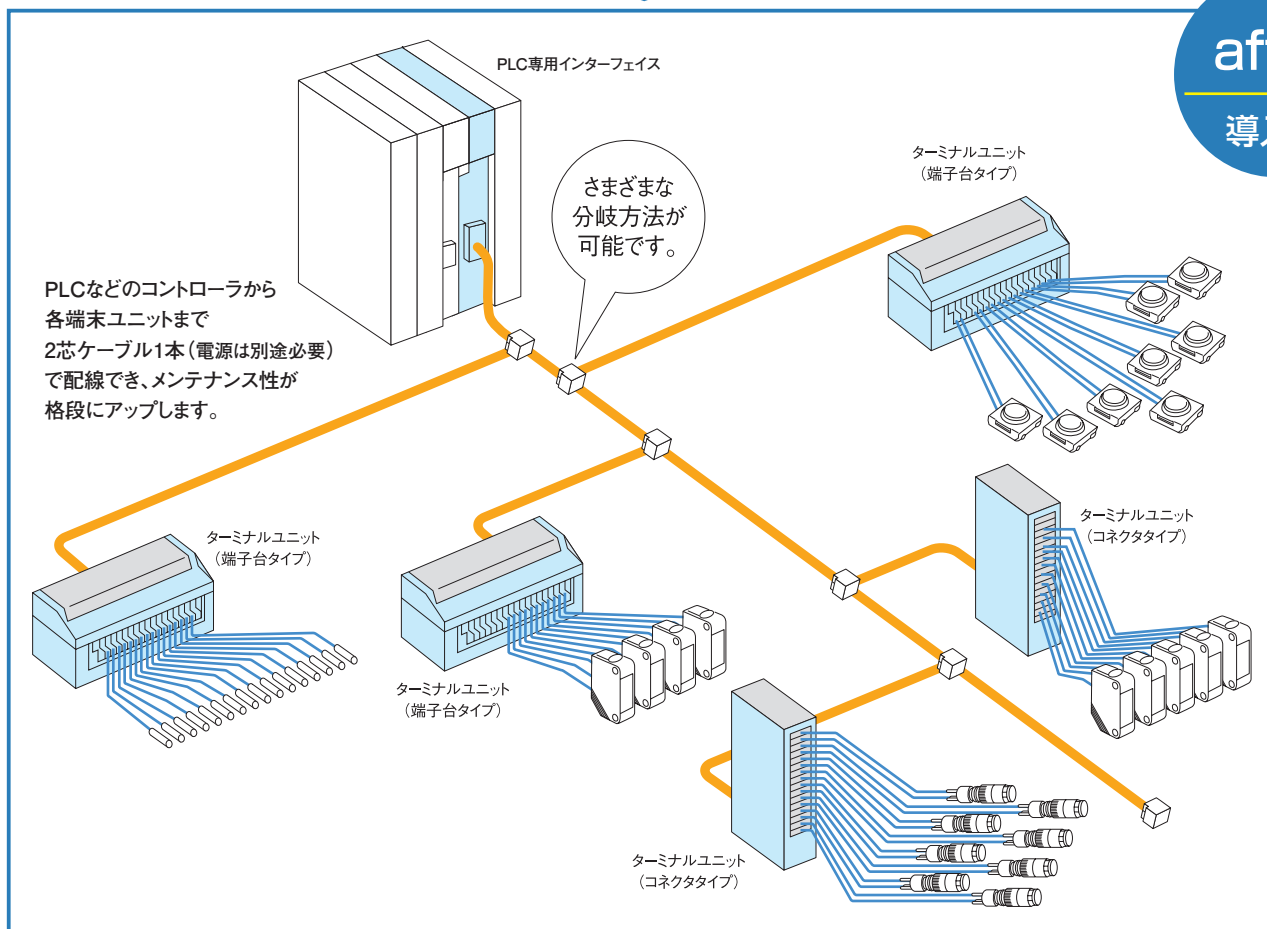 PLC専用インターフェイス
さまざまな
分岐方法が
可能です。
PLCなどのコントローラから
各端末ユニットまで
2芯ケーブル1本(電源は別途必要)
で配線でき、メンテナンス性が
格段にアップします。
ターミナルユニット
(端子台タイプ)
ターミナルユニット
(端子台タイプ)
ターミナルユニット
(端子台タイプ)
ターミナルユニット
(コネクタタイプ)
ターミナルユニット
(コネクタタイプ)